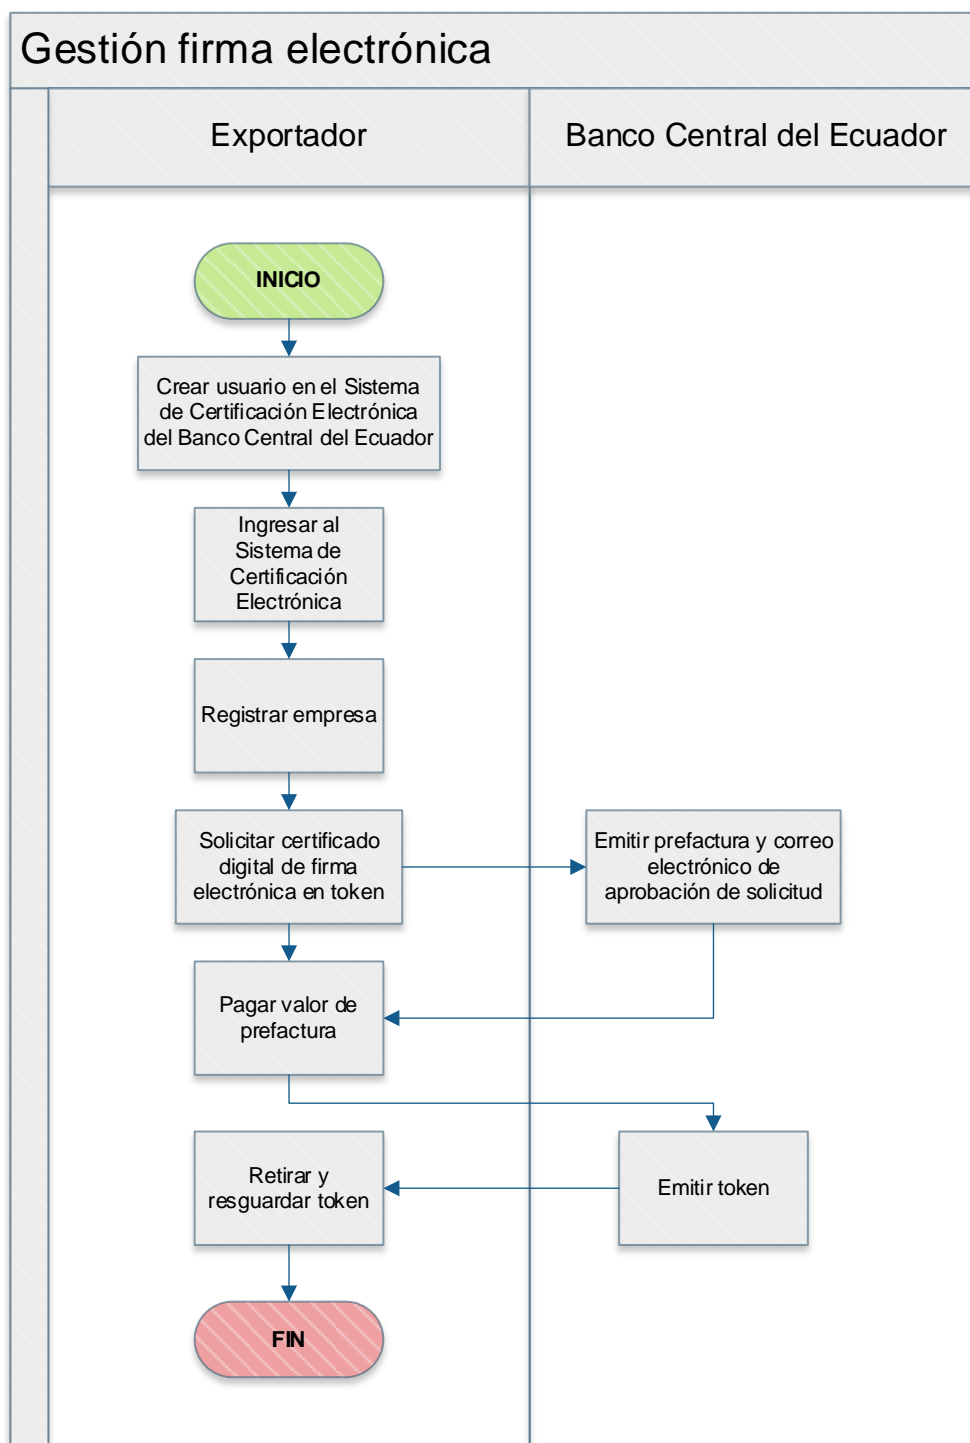 Gestión firma electrónica
Exportador
Banco Central del Ecuador
INICIO
Crear usuario en el Sistema
de Certificación Electrónica
del Banco Central del Ecuador
Ingresar al
Sistema de
Certificación
Electrónica
Registrar empresa
Solicitar certificado
digital de firma
electrónica en token
Emitir prefactura y correo
electrónico de
aprobación de solicitud
Pagar valor de
prefactura
Retirar y
resguardar token
Emitir token
FIN